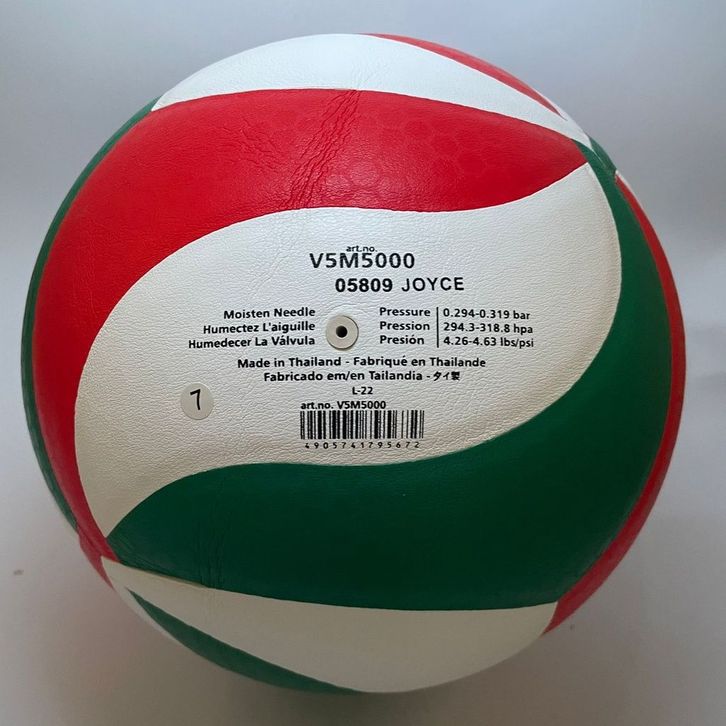 art.no.
V5M5000
05809 JOYCE
Moisten Needle
Humectez L'aiguille
Humedecer La Válvula
Pressure | 0.294-0.319 bar
Pression | 294.3-318.8 hpa
Presión | 4.26-4.63 lbs/psi
Made in Thailand - Fabriqué en Thaïlande
Fabricado em/en Tailandia - タイ製
L-22
7
art.no. V5M5000
4905741795672